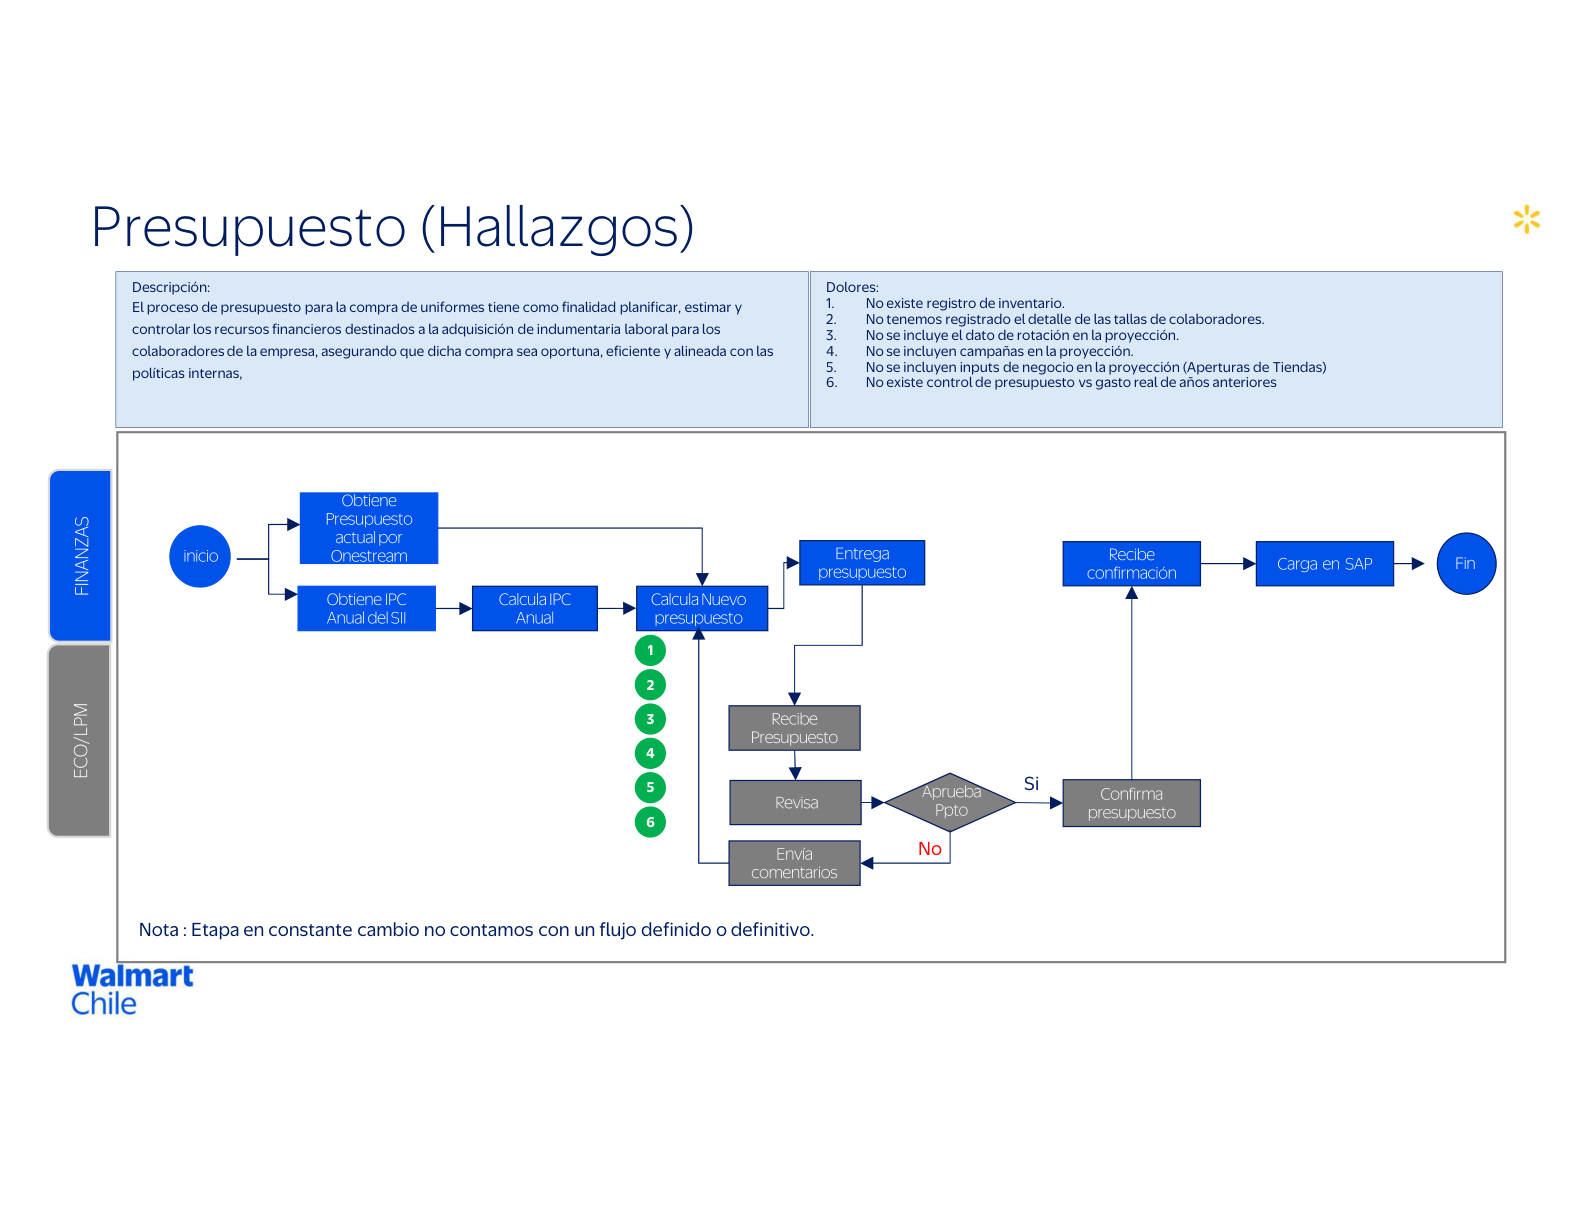 Presupuesto (Hallazgos)
Descripción:
El proceso de presupuesto para la compra de uniformes tiene como finalidad planificar, estimar y
controlar los recursos financieros destinados a la adquisición de indumentaria laboral para los
colaboradores de la empresa, asegurando que dicha compra sea oportuna, eficiente y alineada con las
políticas internas,
Dolores:
1. No existe registro de inventario.
2. No tenemos registrado el detalle de las tallas de colaboradores.
3. No se incluye el dato de rotación en la proyección.
4. No se incluyen campañas en la proyección.
5. No se incluyen inputs de negocio en la proyección (Aperturas de Tiendas)
6. No existe control de presupuesto vs gasto real de años anteriores
FINANZAS
ECO/LPM
inicio
Obtiene
Presupuesto
actual por
Onestream
Obtiene IPC
Anual del SII
Calcula IPC
Anual
Calcula Nuevo
presupuesto
Entrega
presupuesto
Recibe
confirmación
Carga en SAP
Fin
1
2
3
4
5
6
Recibe
Presupuesto
Revisa
Aprueba
Ppto
Si
No
Confirma
presupuesto
Envía
comentarios
Nota : Etapa en constante cambio no contamos con un flujo definido o definitivo.
Walmart
Chile